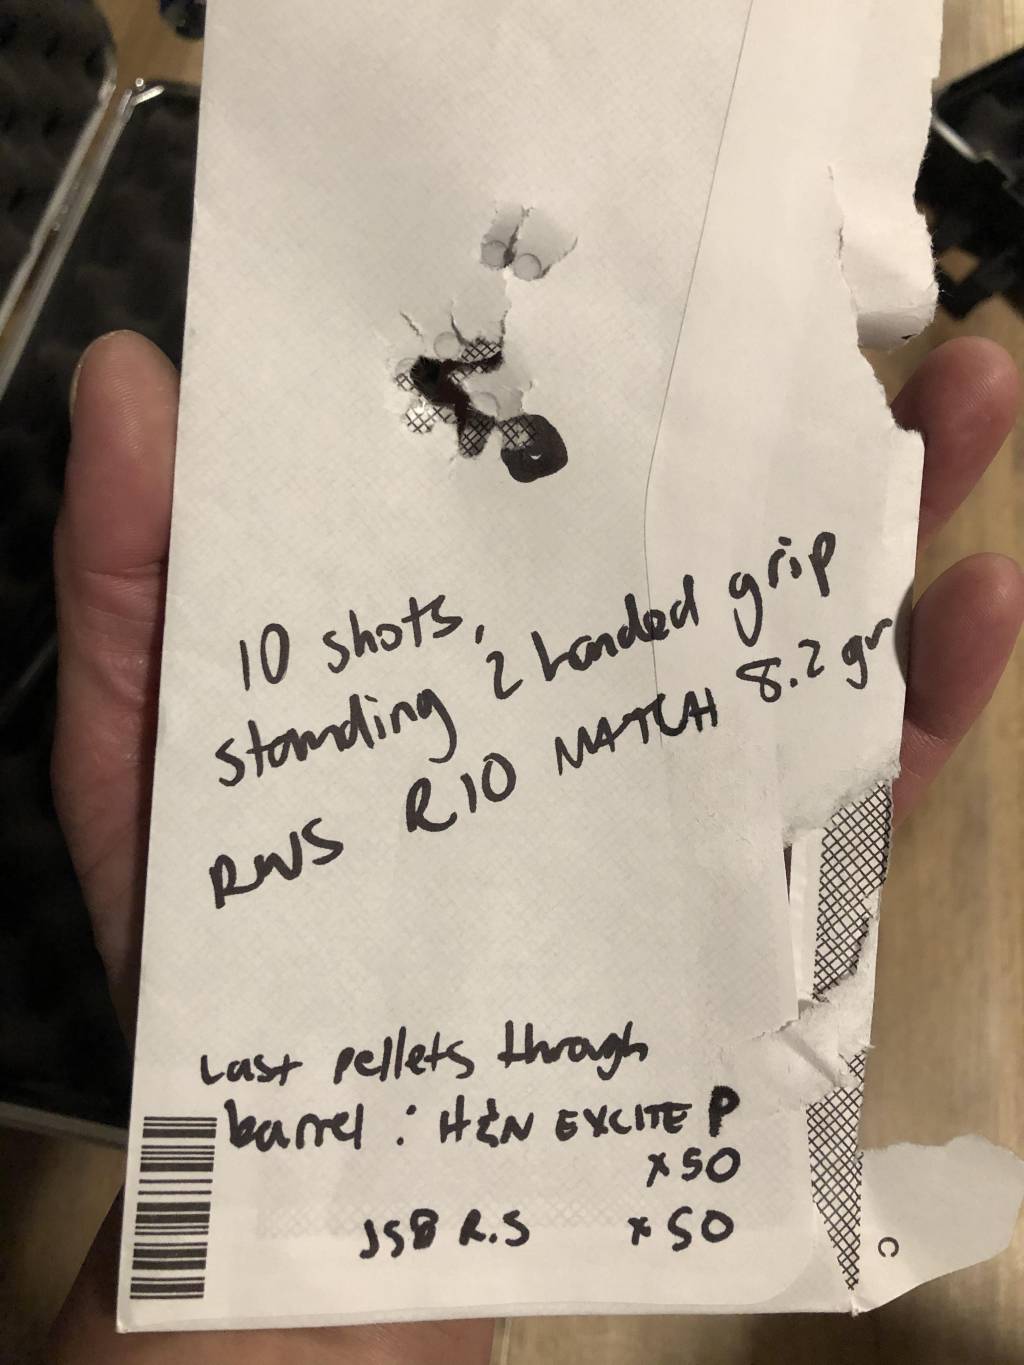 10 shots,
standing 2 handed grip
RWS R10 MATCH 8.2 gr
Last pellets through
barrel : H&N EXCITE P
x50
JSB R.S x50
C